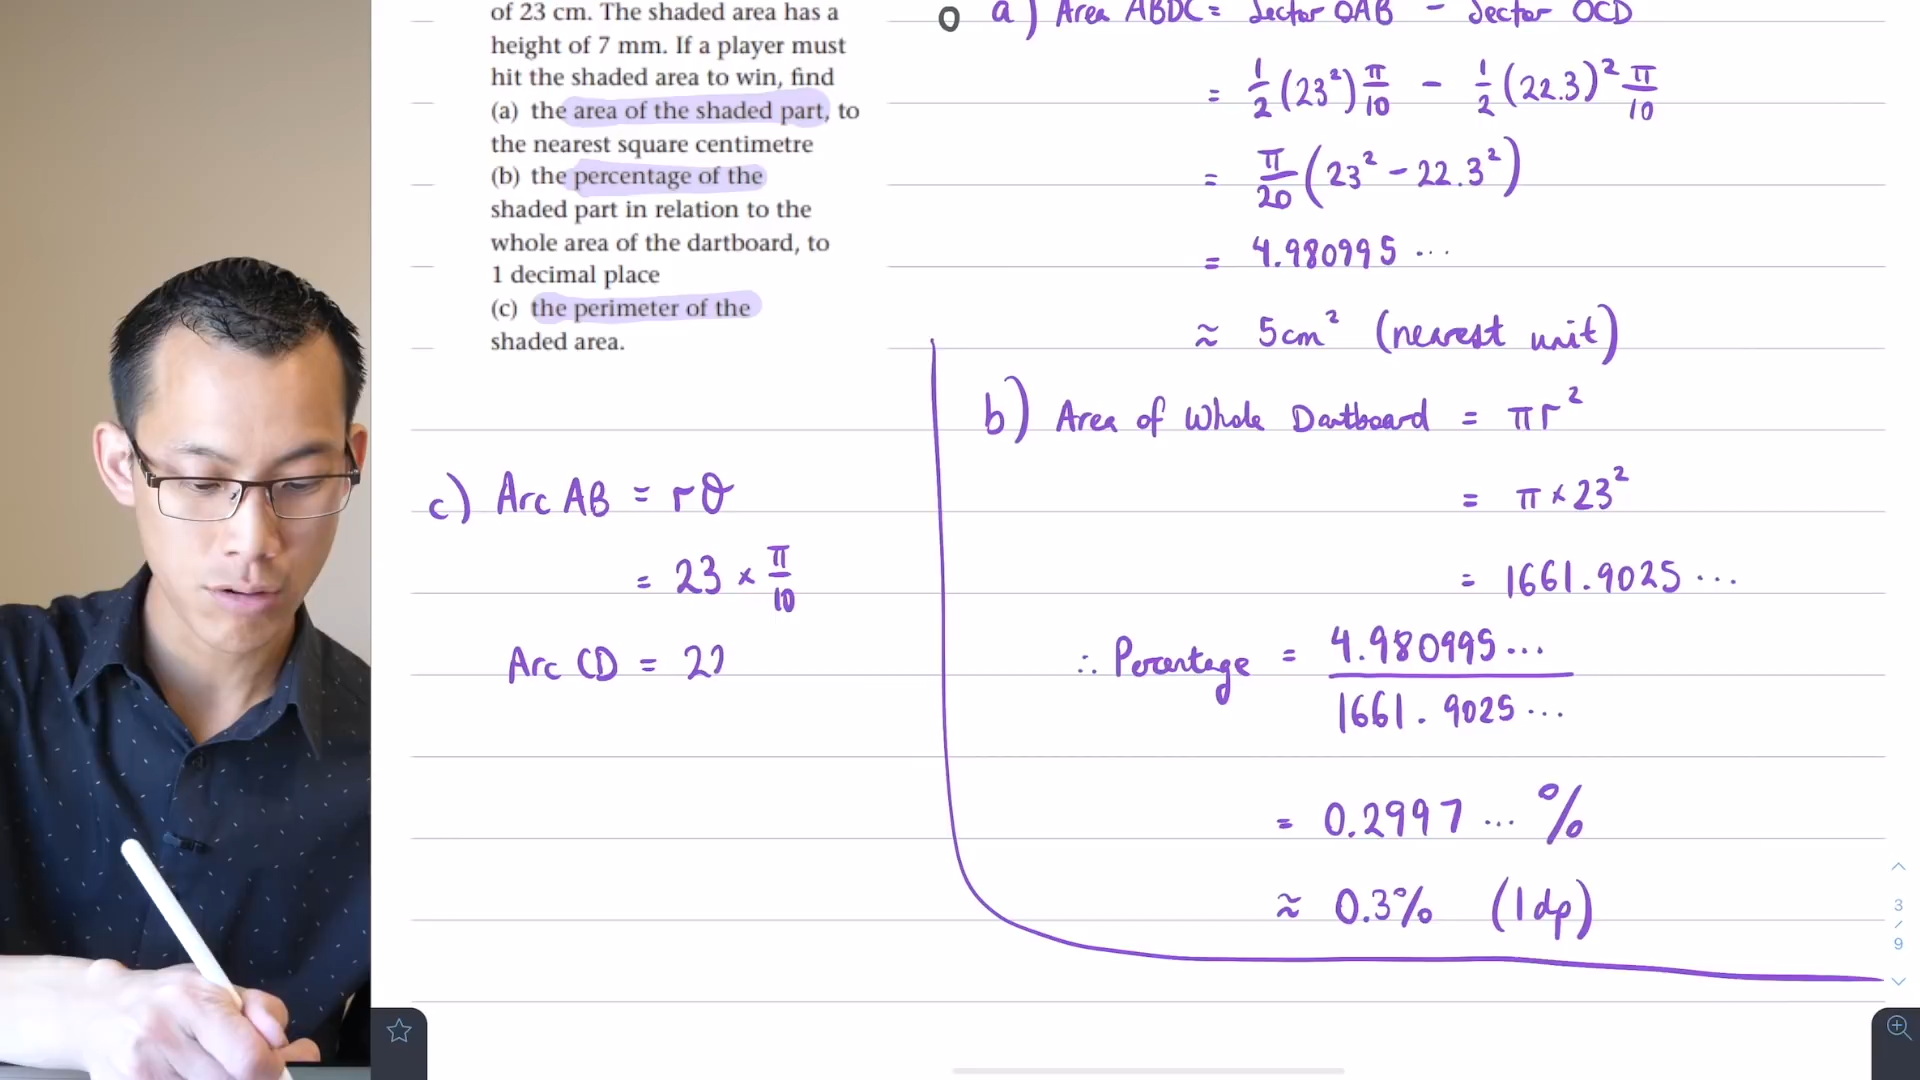 of 23 cm. The shaded area has a
height of 7 mm. If a player must
hit the shaded area to win, find
(a) the area of the shaded part, to
the nearest square centimetre
(b) the percentage of the
shaded part in relation to the
whole area of the dartboard, to
1 decimal place
(c) the perimeter of the
shaded area.
O
a) Area ABDC = Sector OAB - Sector OCD
= 1/2 (23²) π/10 - 1/2 (22.3)² π/10
= π/20 (23² - 22.3²)
= 4.980995 ...
≈ 5cm² (nearest unit)
b) Area of Whole Dartboard = πr²
= π × 23²
= 1661.9025 ...
∴ Percentage = 4.980995... / 1661.9025...
= 0.2997 ... %
≈ 0.3% (1dp)
c) Arc AB = rθ
= 23 × π/10
Arc CD = 22
3
/
9